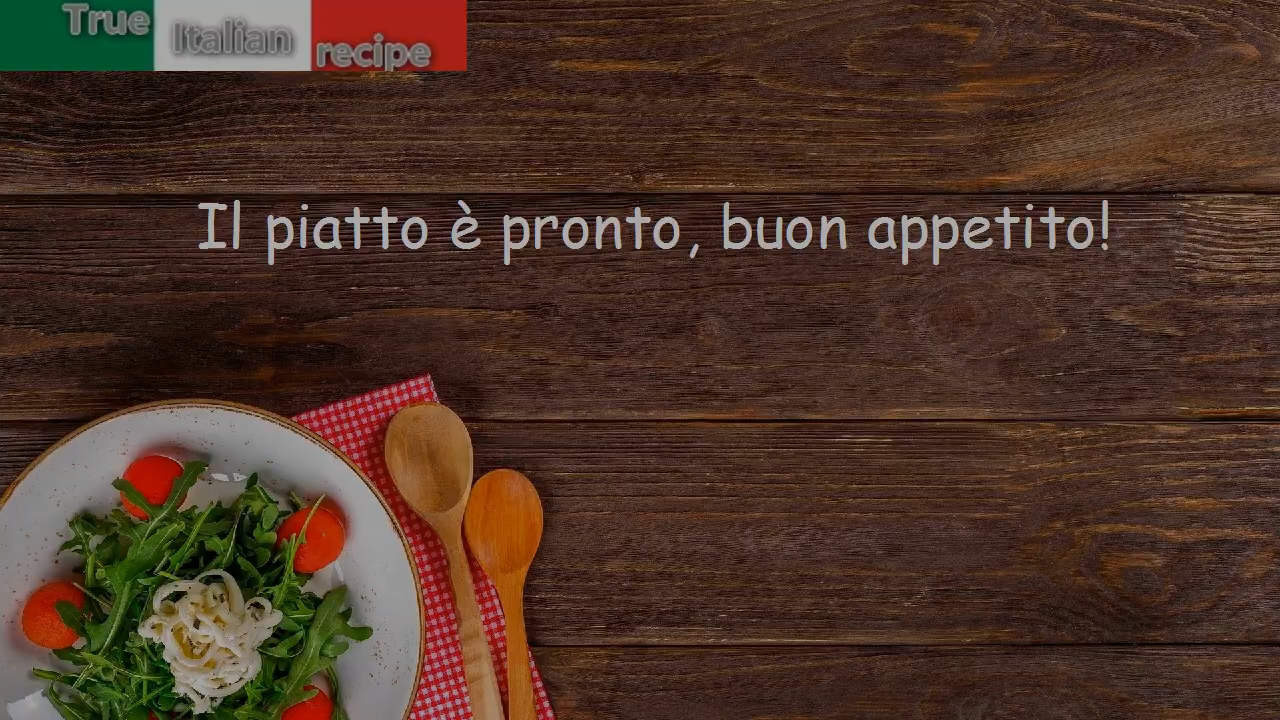 True Italian recipe
Il piatto è pronto, buon appetito!